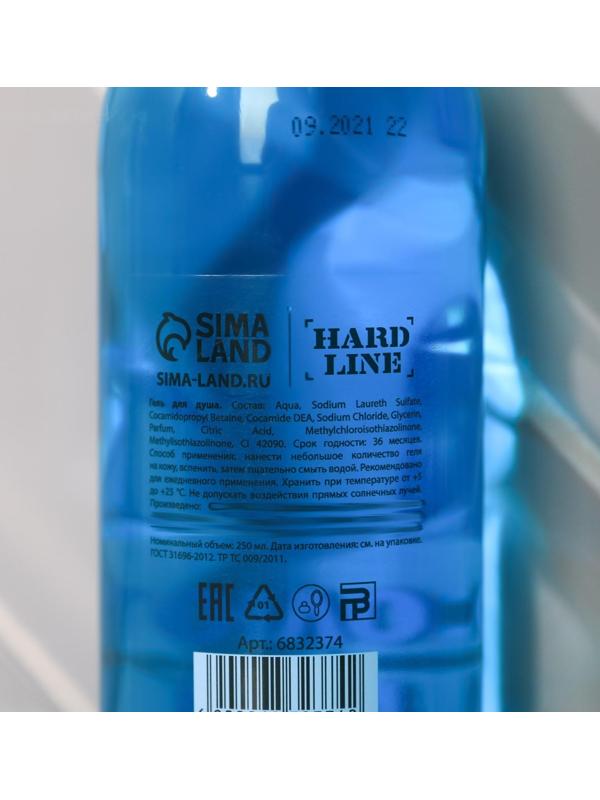 09.2021 22
SIMA
LAND
SIMA-LAND.RU
HARD
LINE
Гель для душа. Состав: Aqua, Sodium Laureth Sulfate,
Cocamidopropyl Betaine, Cocamide DEA, Sodium Chloride, Glycerin,
Parfum, Citric Acid, Methylchloroisothiazolinone,
Methylisothiazolinone, CI 42090. Срок годности: 36 месяцев.
Способ применения: нанести небольшое количество геля
на кожу, вспенить, затем тщательно смыть водой. Рекомендовано
для ежедневного применения. Хранить при температуре от +5
до +25 °C. Не допускать воздействия прямых солнечных лучей.
Произведено:
Номинальный объем: 250 мл. Дата изготовления: см. на упаковке.
ГОСТ 31696-2012. ТР ТС 009/2011.
EAC
01
Арт.: 6832374